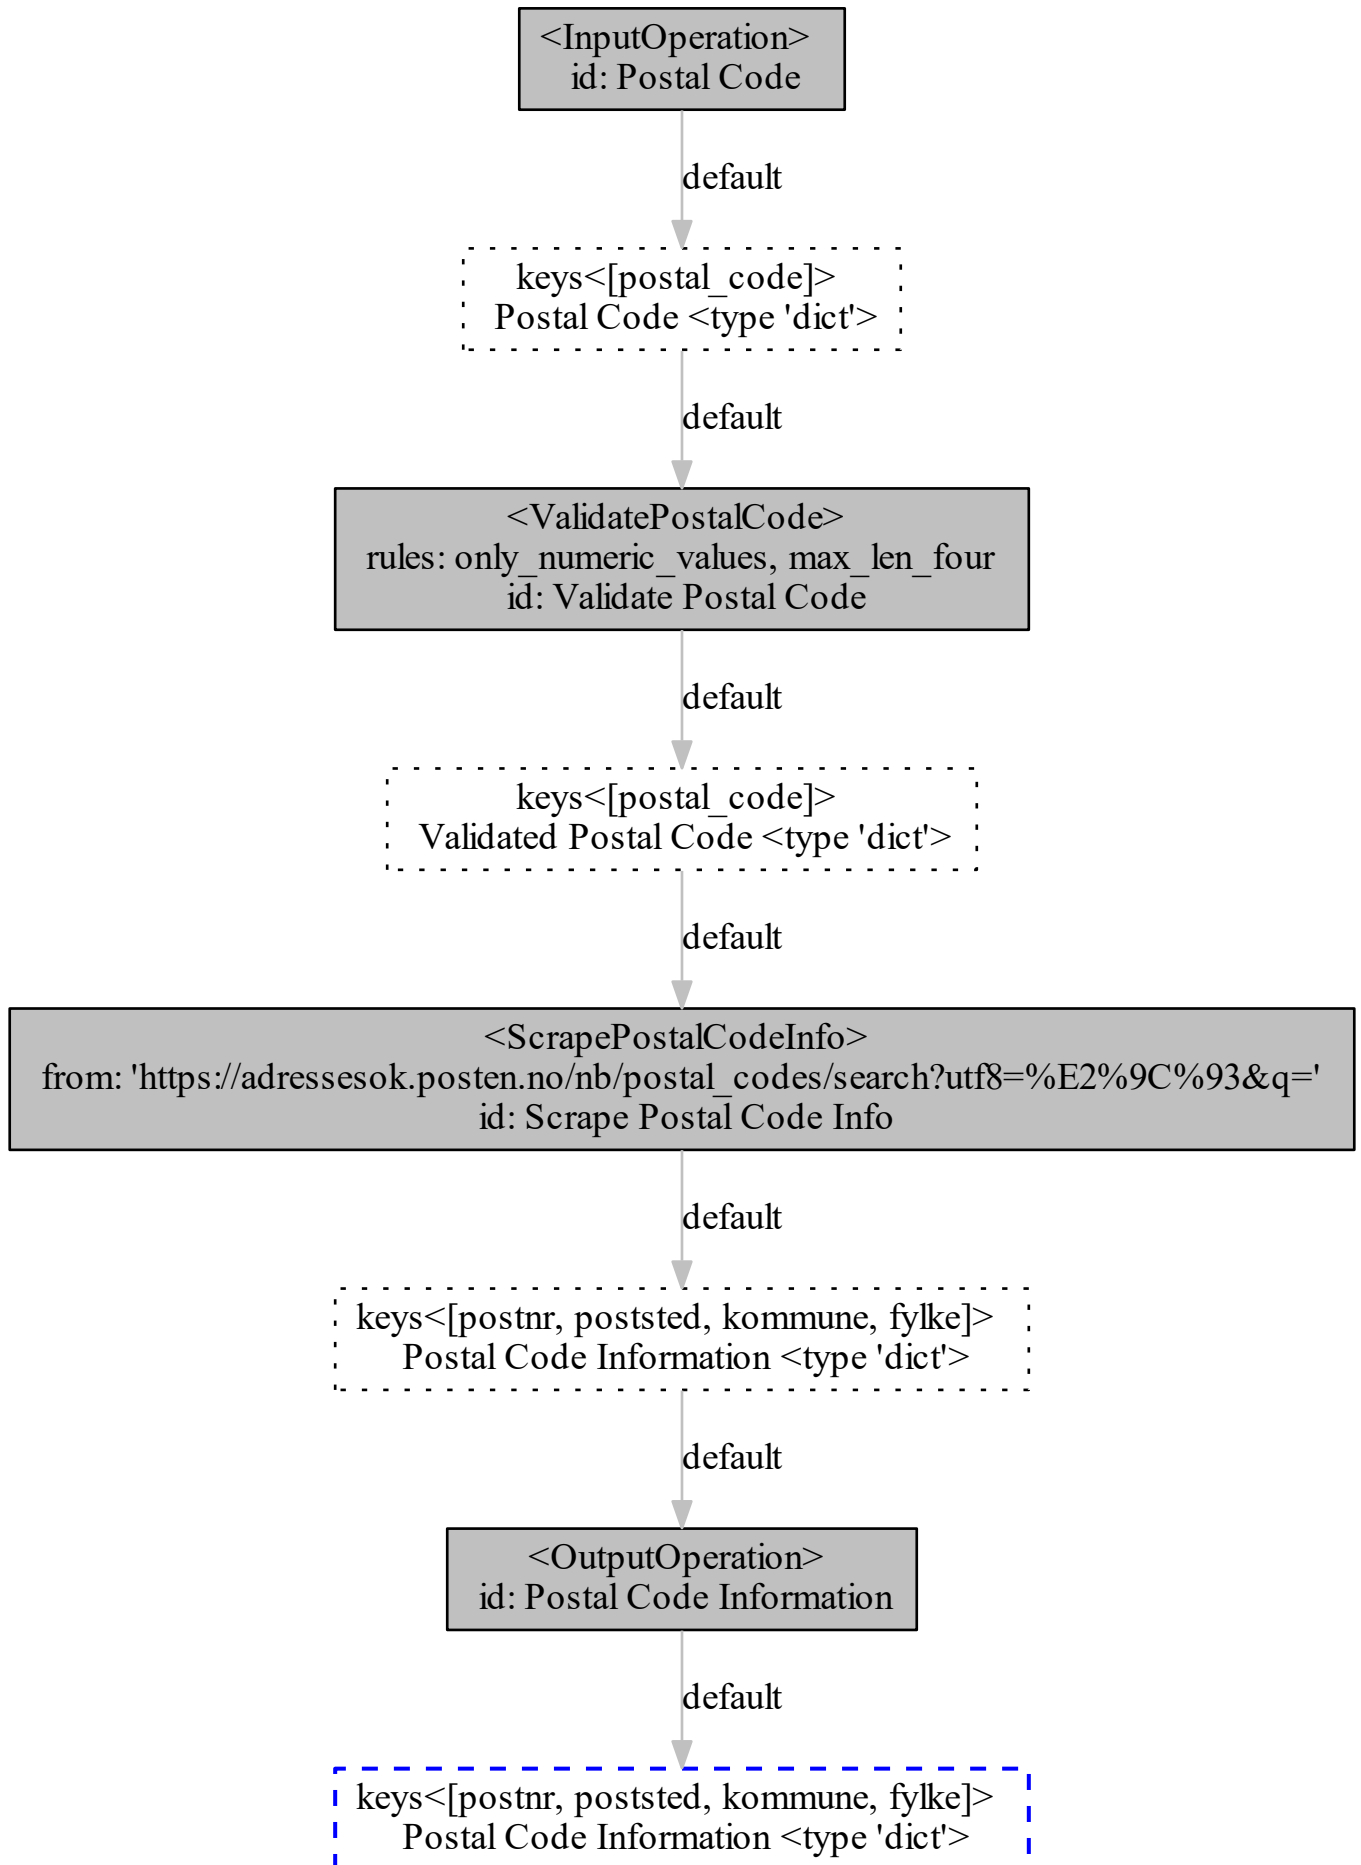 <InputOperation>
id: Postal Code
default
keys<[postal_code]>
Postal Code <type 'dict'>
default
<ValidatePostalCode>
rules: only_numeric_values, max_len_four
id: Validate Postal Code
default
keys<[postal_code]>
Validated Postal Code <type 'dict'>
default
<ScrapePostalCodeInfo>
from: 'https://adressesok.posten.no/nb/postal_codes/search?utf8=%E2%9C%93&q='
id: Scrape Postal Code Info
default
keys<[postnr, poststed, kommune, fylke]>
Postal Code Information <type 'dict'>
default
<OutputOperation>
id: Postal Code Information
default
keys<[postnr, poststed, kommune, fylke]>
Postal Code Information <type 'dict'>